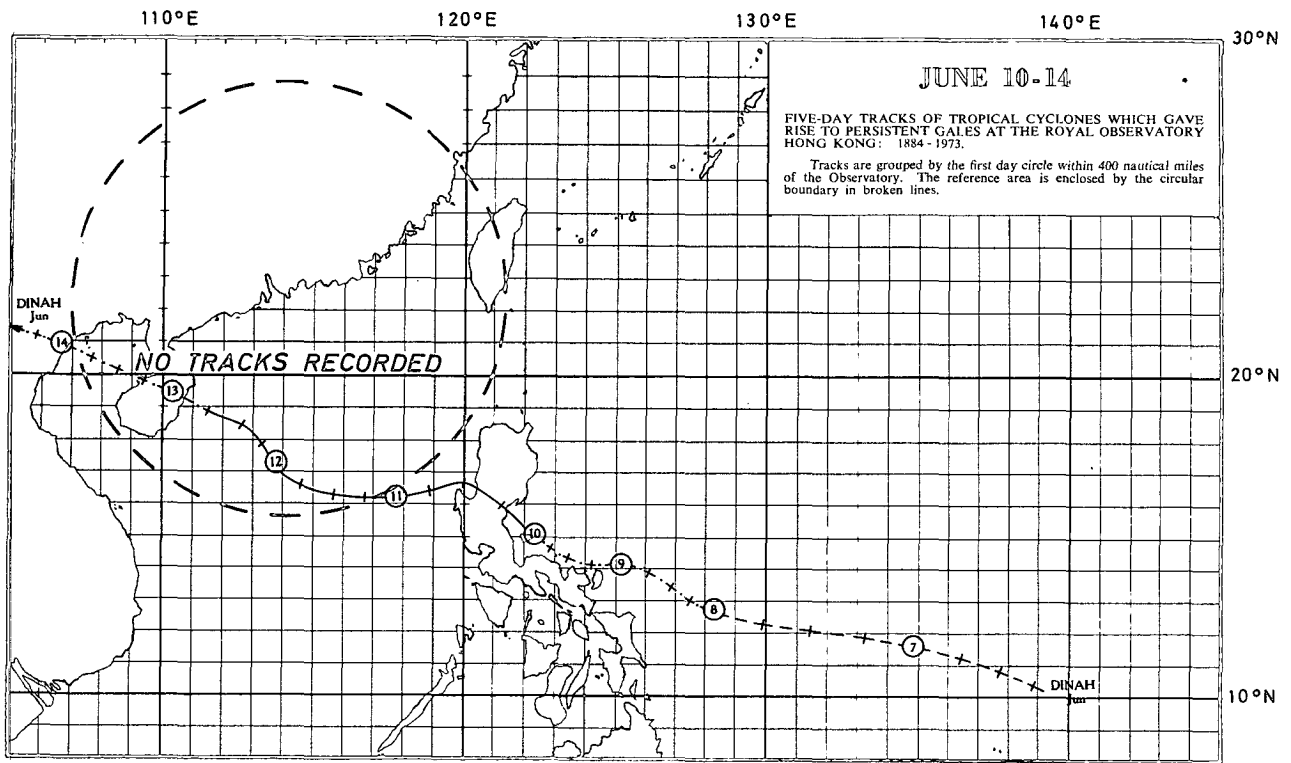 110°E 120°E 130°E 140°E
30°N
JUNE 10-14
FIVE-DAY TRACKS OF TROPICAL CYCLONES WHICH GAVE
RISE TO PERSISTENT GALES AT THE ROYAL OBSERVATORY
HONG KONG: 1884-1973.
Tracks are grouped by the first day circle within 400 nautical miles
of the Observatory. The reference area is enclosed by the circular
boundary in broken lines.
DINAH
Jun
14
NO TRACKS RECORDED
20°N
13
12
11
10
9
8
7
DINAH
Jun
10°N